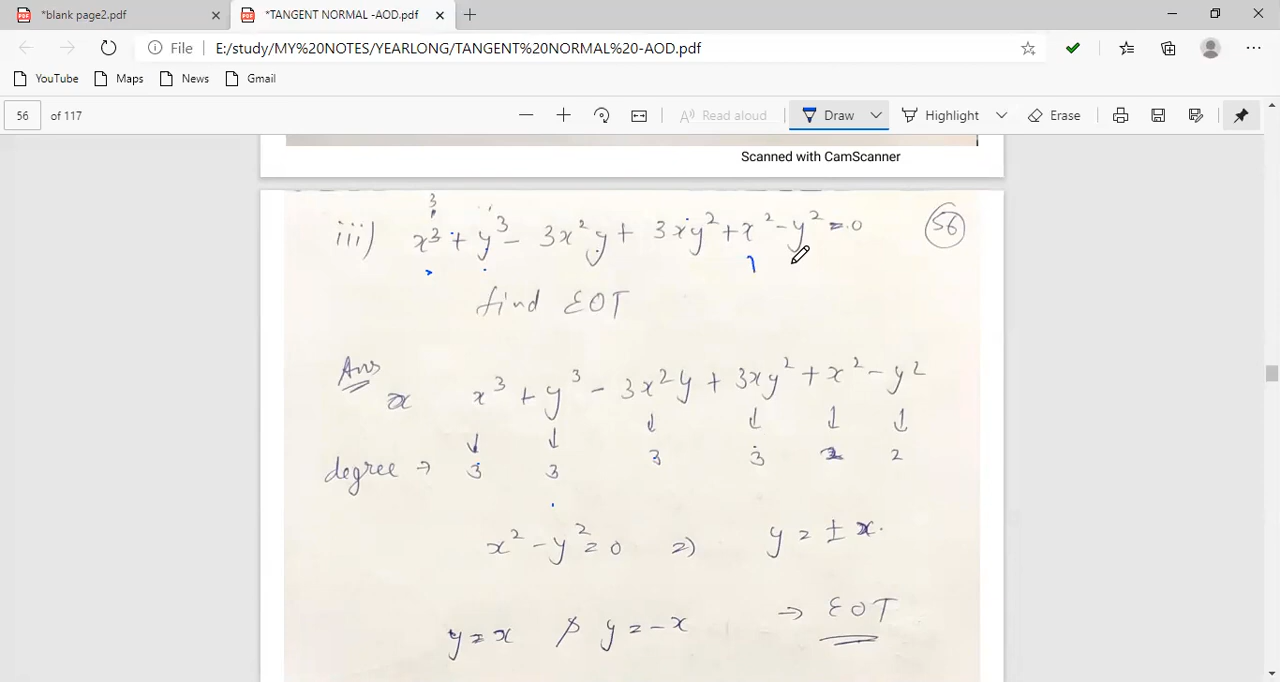 *blank page2.pdf
*TANGENT NORMAL -AOD.pdf
File E:/study/MY%20NOTES/YEARLONG/TANGENT%20NORMAL%20-AOD.pdf
YouTube Maps News Gmail
56 of 117 Read aloud Draw Highlight Erase
Scanned with CamScanner
3
iii) x³ + y³ - 3x²y + 3xy² + x² - y² = 0 56
find EOT
Ans
x x³ + y³ - 3x²y + 3xy² + x² - y²
↓ ↓ ↓ ↓ ↓ ↓
degree → 3 3 3 3 2 2
x² - y² = 0 ⇒ y = ± x.
y = x & y = -x → EOT